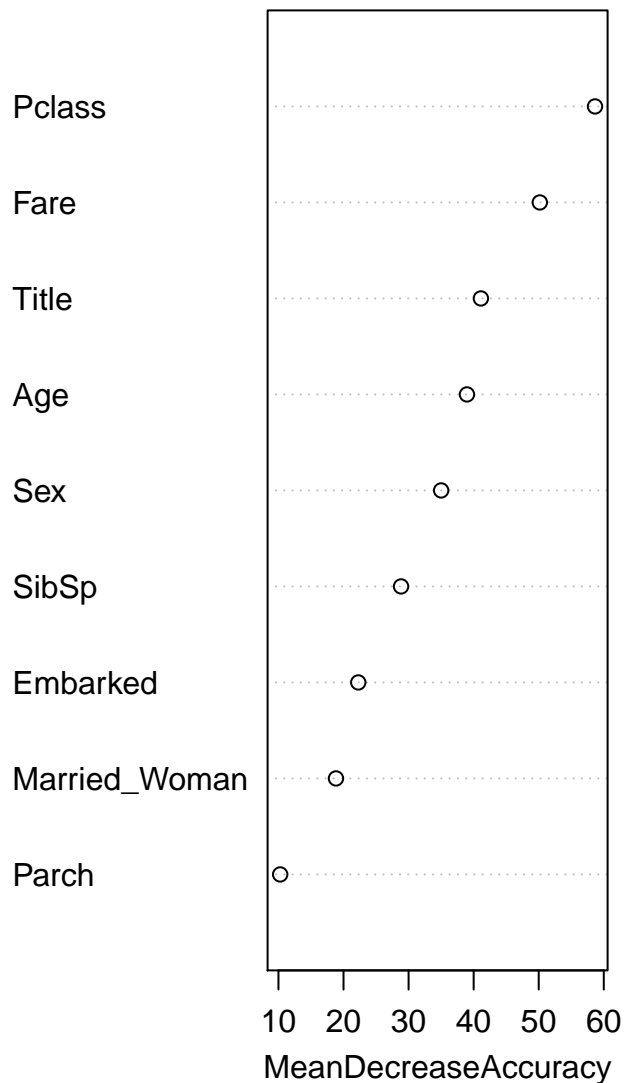 Pclass
Fare
Title
Age
Sex
SibSp
Embarked
Married_Woman
Parch
10 20 30 40 50 60
MeanDecreaseAccuracy